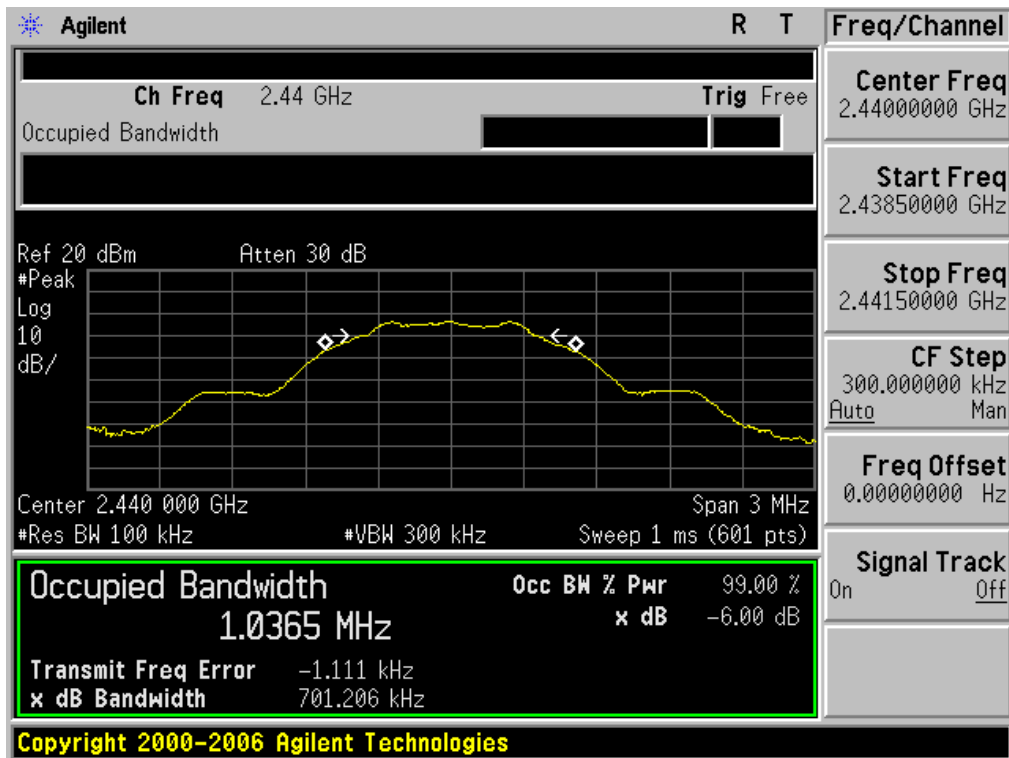 Agilent R T
Ch Freq 2.44 GHz Trig Free
Occupied Bandwidth
Ref 20 dBm Atten 30 dB
#Peak
Log
10
dB/
Center 2.440 000 GHz Span 3 MHz
#Res BW 100 kHz #VBW 300 kHz Sweep 1 ms (601 pts)
Occupied Bandwidth Occ BW % Pwr 99.00 %
1.0365 MHz x dB -6.00 dB
Transmit Freq Error -1.111 kHz
x dB Bandwidth 701.206 kHz
Copyright 2000-2006 Agilent Technologies
Freq/Channel
Center Freq
2.44000000 GHz
Start Freq
2.43850000 GHz
Stop Freq
2.44150000 GHz
CF Step
300.000000 kHz
Auto Man
Freq Offset
0.00000000 Hz
Signal Track
On Off